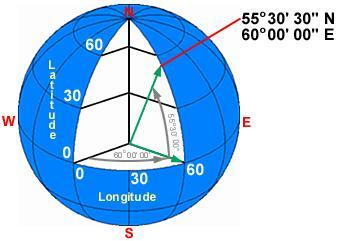 N
55°30' 30" N
60°00' 00" E
60
Latitude
30
W
E
55°30' 00"
0
60°00' 00"
0
30
60
Longitude
S